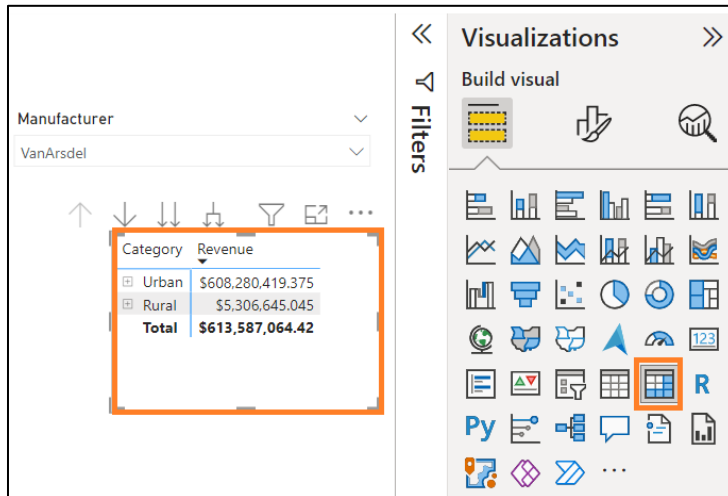 Manufacturer
VanArsdel
Category Revenue
Urban $608,280,419.375
Rural $5,306,645.045
Total $613,587,064.42
Filters
Visualizations
Build visual
123
R
Py